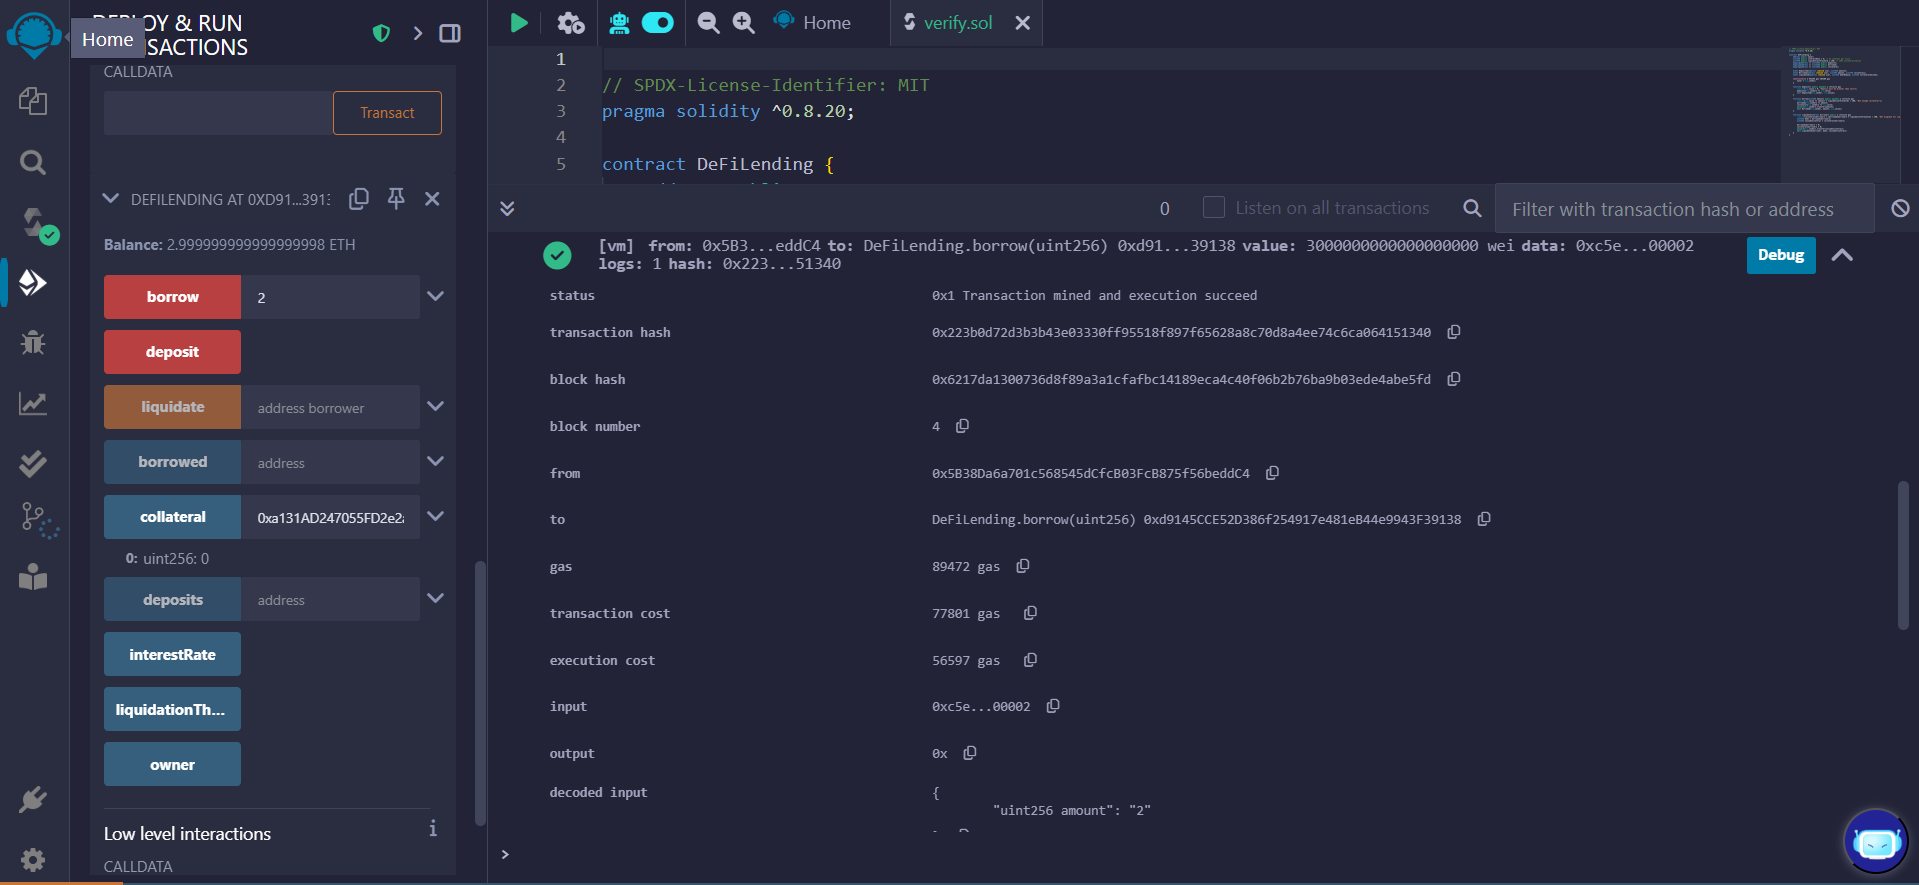 DEPLOY & RUN
TRANSACTIONS
Home
CALLDATA
Transact
DEFILENDING AT 0XD91...3913
Balance: 2.999999999999999998 ETH
borrow
2
deposit
liquidate
address borrower
borrowed
address
collateral
0xa131AD247055FD2e2
0: uint256: 0
deposits
address
interestRate
liquidationTh...
owner
Low level interactions
i
CALLDATA
Home
verify.sol
1
2 // SPDX-License-Identifier: MIT
3 pragma solidity ^0.8.20;
4
5 contract DeFiLending {
0
Listen on all transactions
Filter with transaction hash or address
[vm] from: 0x5B3...eddC4 to: DeFiLending.borrow(uint256) 0xd91...39138 value: 3000000000000000000 wei data: 0xc5e...00002
logs: 1 hash: 0x223...51340
Debug
status 0x1 Transaction mined and execution succeed
transaction hash 0x223b0d72d3b3b43e03330ff95518f897f65628a8c70d8a4ee74c6ca064151340
block hash 0x6217da1300736d8f89a3a1cfafbc14189eca4c40f06b2b76ba9b03ede4abe5fd
block number 4
from 0x5B38Da6a701c568545dCfcB03FcB875f56beddC4
to DeFiLending.borrow(uint256) 0xd9145CCE52D386f254917e481eB44e9943F39138
gas 89472 gas
transaction cost 77801 gas
execution cost 56597 gas
input 0xc5e...00002
output 0x
decoded input {
"uint256 amount": "2"
>